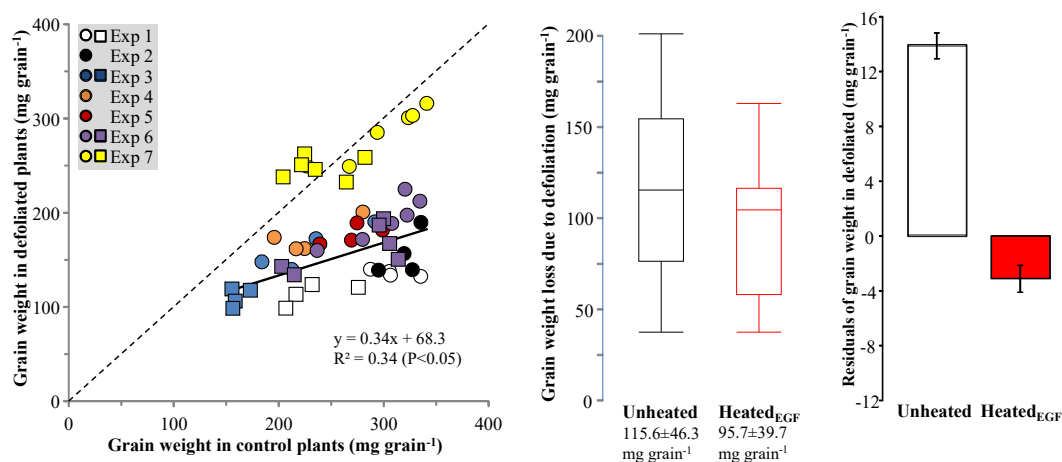 Grain weight in defoliated plants (mg grain⁻¹)
400
300
200
100
0
0
100
200
300
400
Exp 1
Exp 2
Exp 3
Exp 4
Exp 5
Exp 6
Exp 7
y = 0.34x + 68.3
R² = 0.34 (P<0.05)
Grain weight in control plants (mg grain⁻¹)
Grain weight loss due to defoliation (mg grain⁻¹)
200
150
100
50
0
Unheated
115.6±46.3
mg grain⁻¹
Heated_EGF
95.7±39.7
mg grain⁻¹
Residuals of grain weight in defoliated (mg grain⁻¹)
16
12
8
4
0
-4
-8
-12
Unheated
Heated_EGF